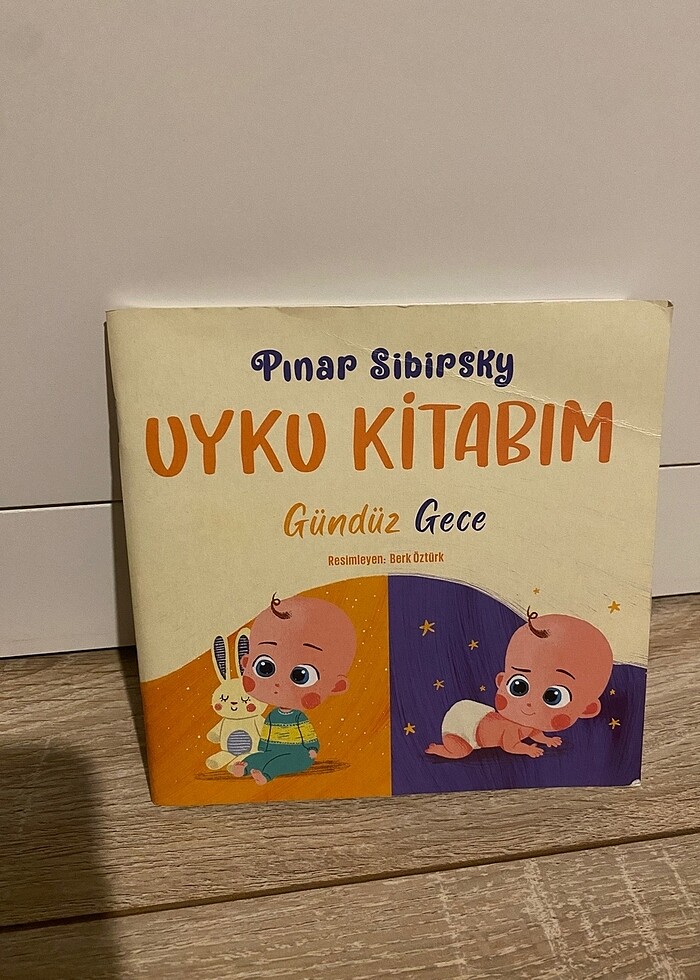 Pınar Sibirsky
UYKU KİTABIM
Gündüz Gece
Resimleyen: Berk Öztürk